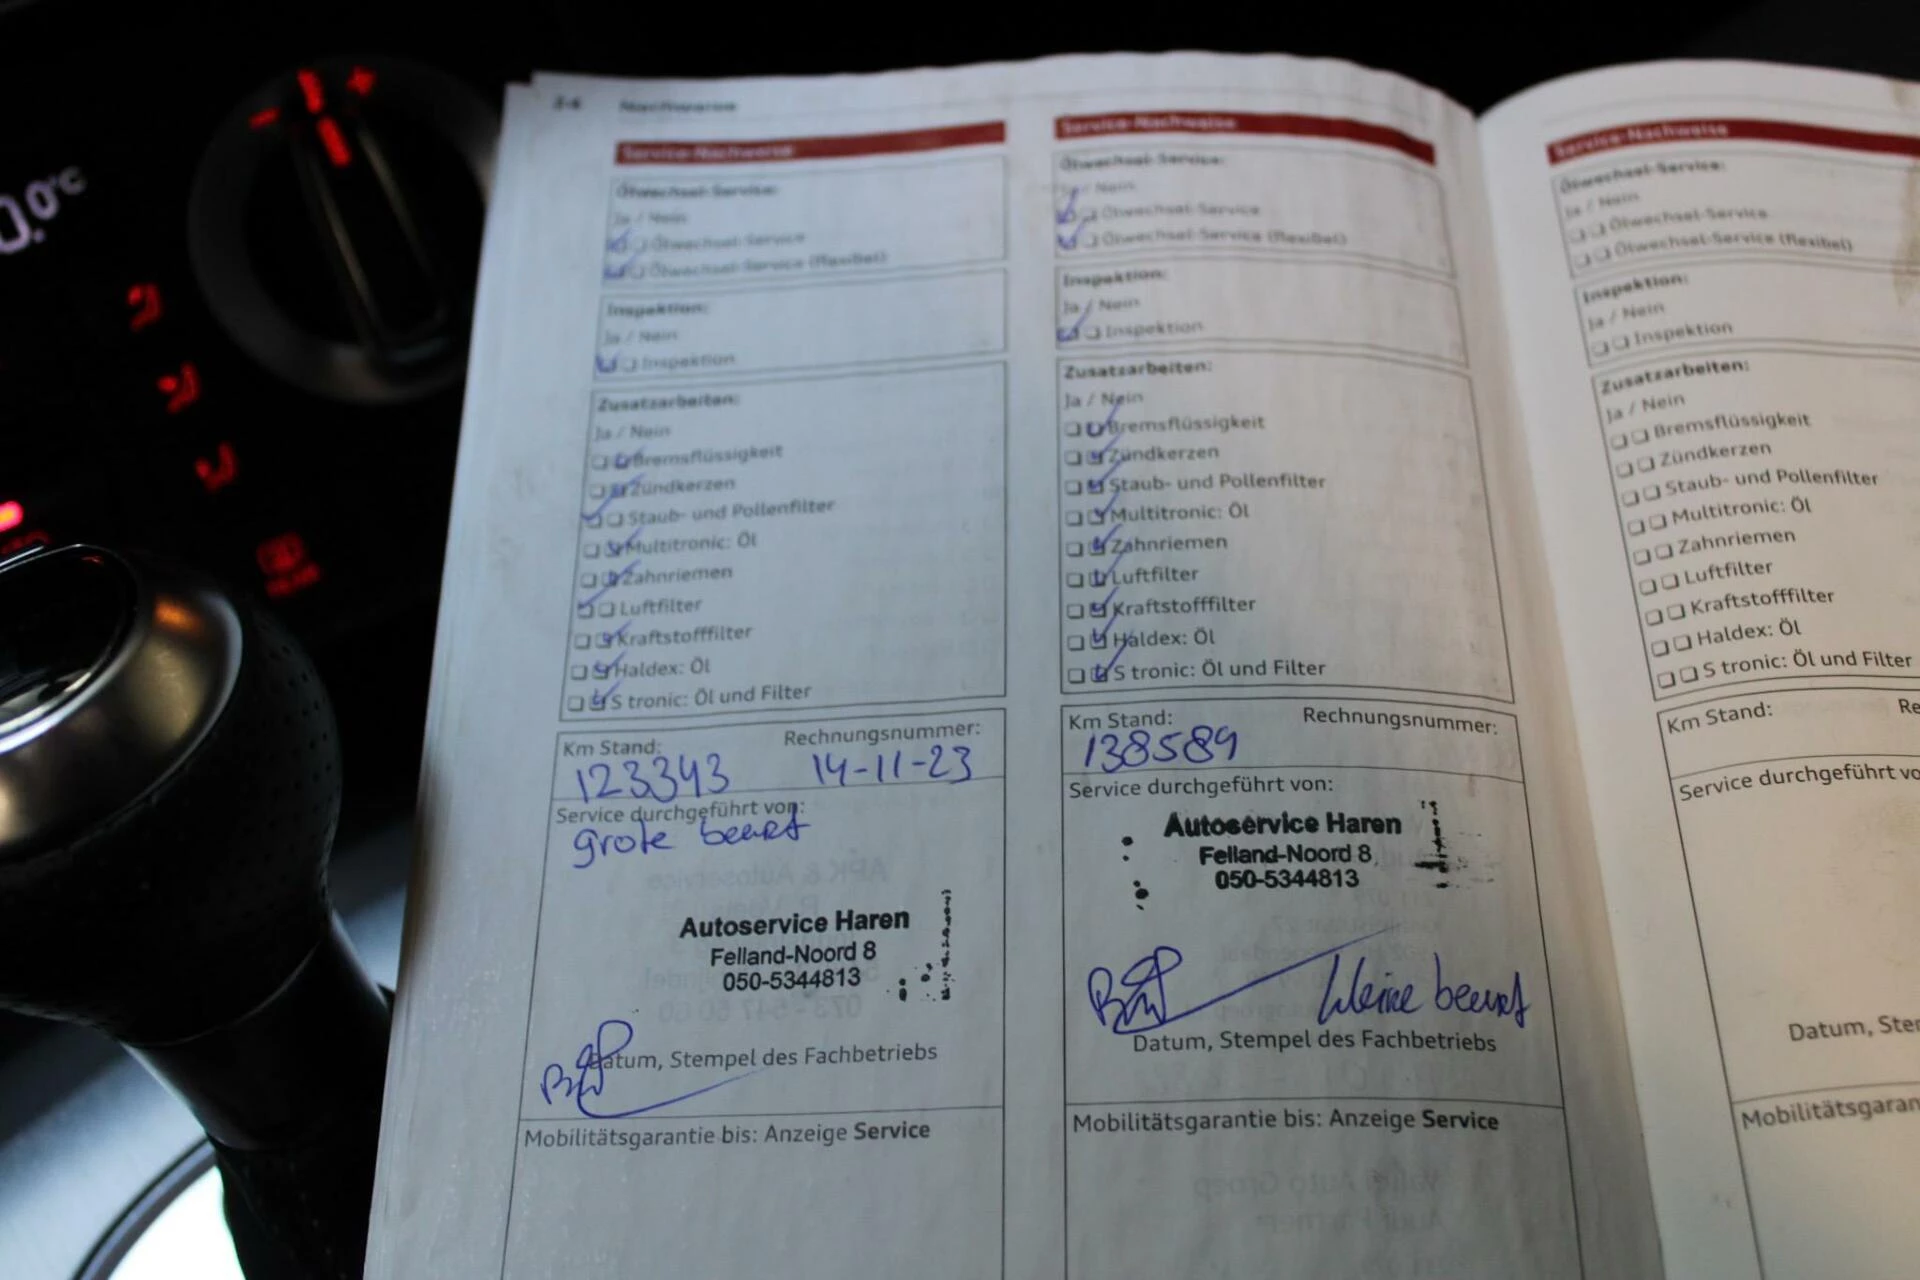 Nachweise
Service-Nachweise
Ölwechsel-Service:
Ja / Nein
Ölwechsel-Service
Ölwechsel-Service (flexibel)
Inspektion:
Ja / Nein
Inspektion
Zusatzarbeiten:
Ja / Nein
Bremsflüssigkeit
Zündkerzen
Staub- und Pollenfilter
Multitronic: Öl
Zahnriemen
Luftfilter
Kraftstofffilter
Haldex: Öl
S tronic: Öl und Filter
Km Stand: Rechnungsnummer:
123343 14-11-23
Service durchgeführt von:
grote beurt
Autoservice Haren
Felland-Noord 8
050-5344813
Datum, Stempel des Fachbetriebs
Mobilitätsgarantie bis: Anzeige Service
Service-Nachweise
Ölwechsel-Service:
Ja / Nein
Ölwechsel-Service
Ölwechsel-Service (flexibel)
Inspektion:
Ja / Nein
Inspektion
Zusatzarbeiten:
Ja / Nein
Bremsflüssigkeit
Zündkerzen
Staub- und Pollenfilter
Multitronic: Öl
Zahnriemen
Luftfilter
Kraftstofffilter
Haldex: Öl
S tronic: Öl und Filter
Km Stand: Rechnungsnummer:
138589
Service durchgeführt von:
Autoservice Haren
Felland-Noord 8
050-5344813
kleine beurt
Datum, Stempel des Fachbetriebs
Mobilitätsgarantie bis: Anzeige Service
Service-Nachweise
Ölwechsel-Service:
Ja / Nein
Ölwechsel-Service
Ölwechsel-Service (flexibel)
Inspektion:
Ja / Nein
Inspektion
Zusatzarbeiten:
Ja / Nein
Bremsflüssigkeit
Zündkerzen
Staub- und Pollenfilter
Multitronic: Öl
Zahnriemen
Luftfilter
Kraftstofffilter
Haldex: Öl
S tronic: Öl und Filter
Km Stand: Re
Service durchgeführt vo
Datum, Ste
Mobilitätsgaran